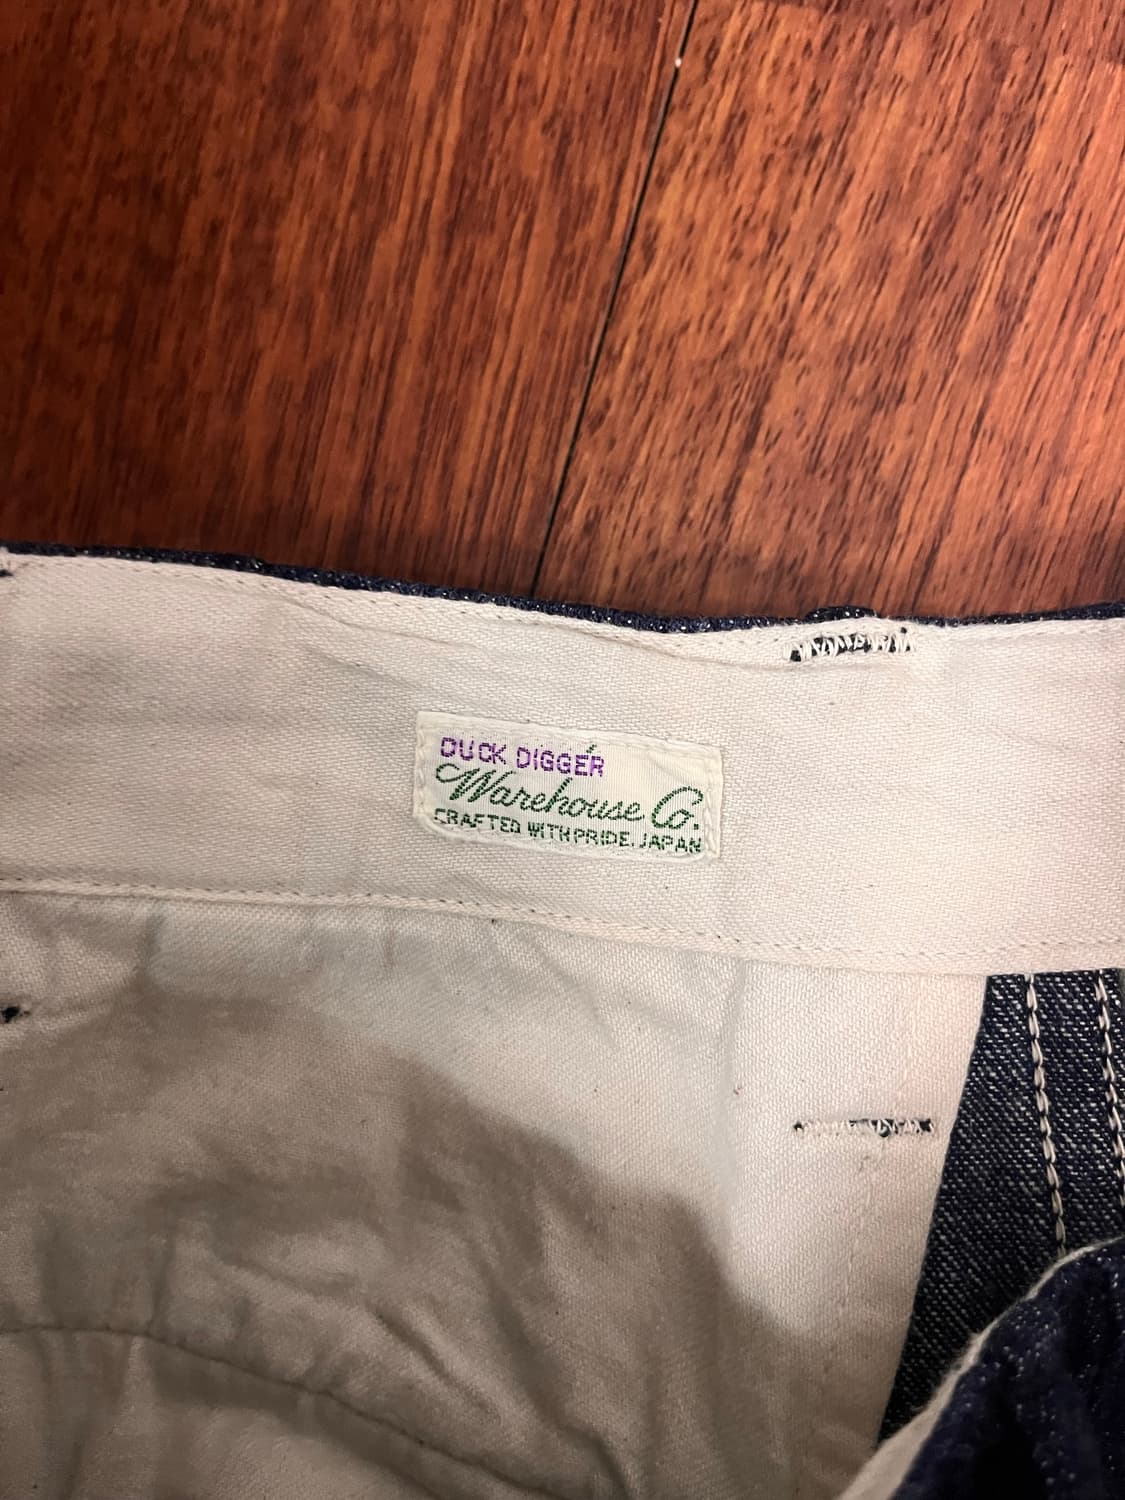 DUCK DIGGER
Warehouse Co.
CRAFTED WITH PRIDE. JAPAN